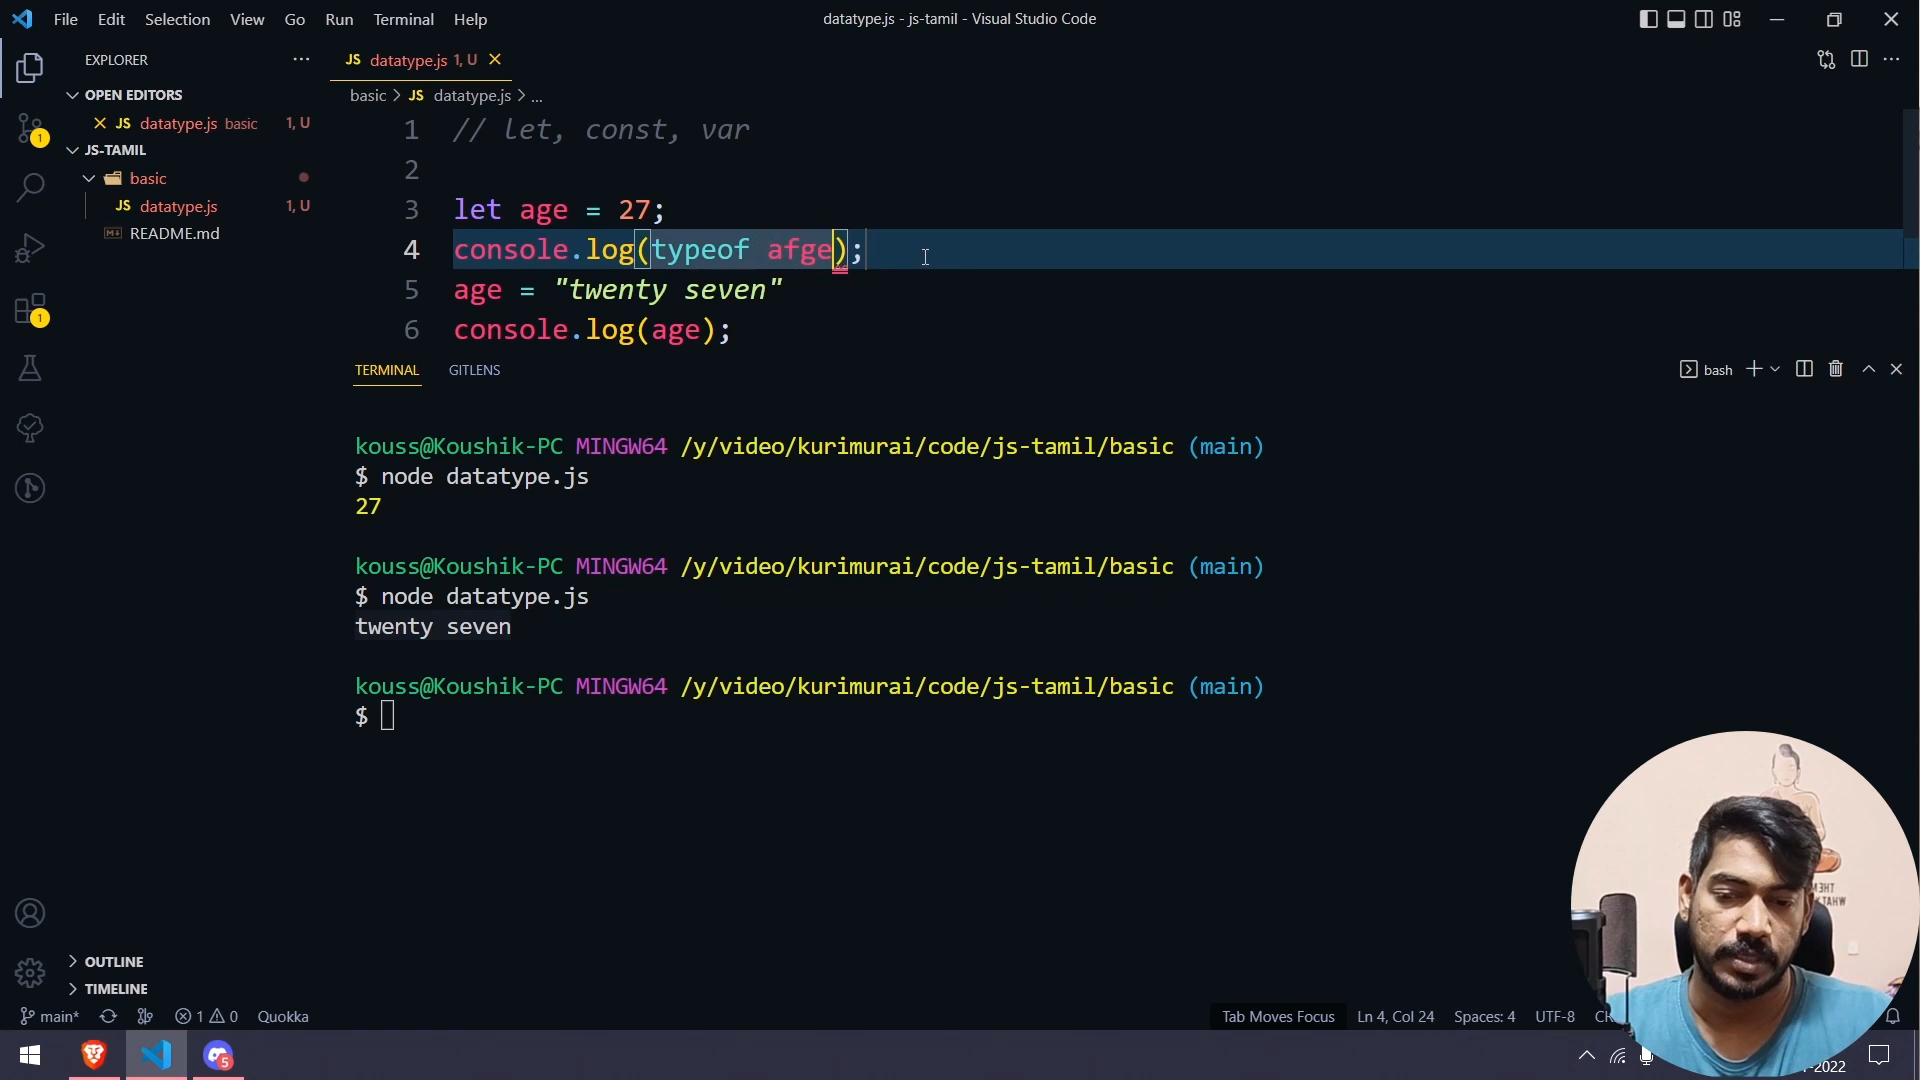 File Edit Selection View Go Run Terminal Help
datatype.js - js-tamil - Visual Studio Code
EXPLORER
OPEN EDITORS
JS datatype.js basic 1, U
JS-TAMIL
basic
JS datatype.js 1, U
README.md
OUTLINE
TIMELINE
1
1
JS datatype.js 1, U
basic > JS datatype.js > ...
1 // let, const, var
2
3 let age = 27;
4 console.log(typeof afge);
5 age = "twenty seven"
6 console.log(age);
TERMINAL GITLENS
bash
kouss@Koushik-PC MINGW64 /y/video/kurimurai/code/js-tamil/basic (main)
$ node datatype.js
27
kouss@Koushik-PC MINGW64 /y/video/kurimurai/code/js-tamil/basic (main)
$ node datatype.js
twenty seven
kouss@Koushik-PC MINGW64 /y/video/kurimurai/code/js-tamil/basic (main)
$
main* 1 0 Quokka
Tab Moves Focus Ln 4, Col 24 Spaces: 4 UTF-8
5
-2022